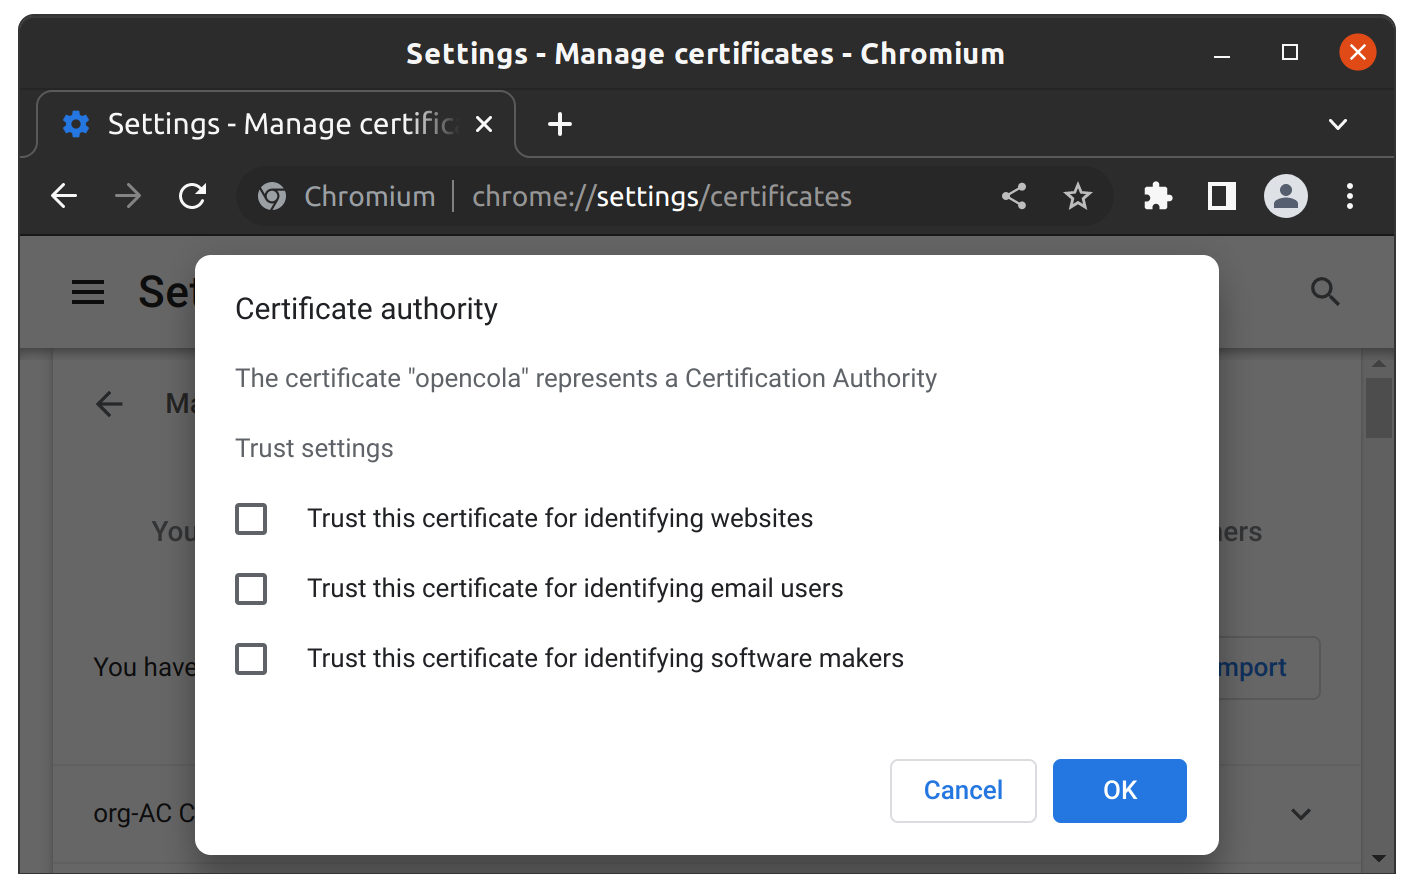 Settings - Manage certificates - Chromium
Settings - Manage certific
Chromium | chrome://settings/certificates
Set
Certificate authority
The certificate "opencola" represents a Certification Authority
Ma
Trust settings
Trust this certificate for identifying websites
You
ers
Trust this certificate for identifying email users
Trust this certificate for identifying software makers
You have
mport
Cancel
OK
org-AC C